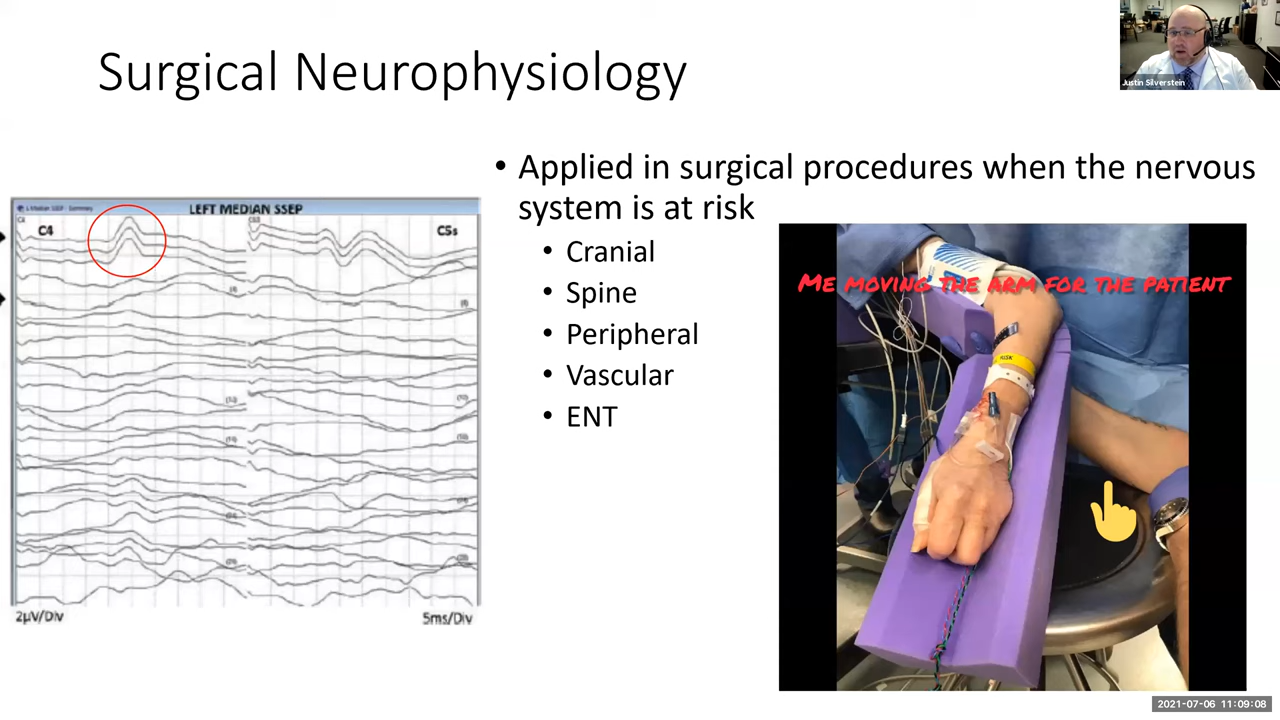 Surgical Neurophysiology
Justin Silverstein
• Applied in surgical procedures when the nervous
system is at risk
• Cranial
• Spine
• Peripheral
• Vascular
• ENT
LEFT MEDIAN SSEP
C4
C5s
2µV/Div
5ms/Div
ME MOVING THE ARM FOR THE PATIENT
RISK
2021-07-06 11:09:08